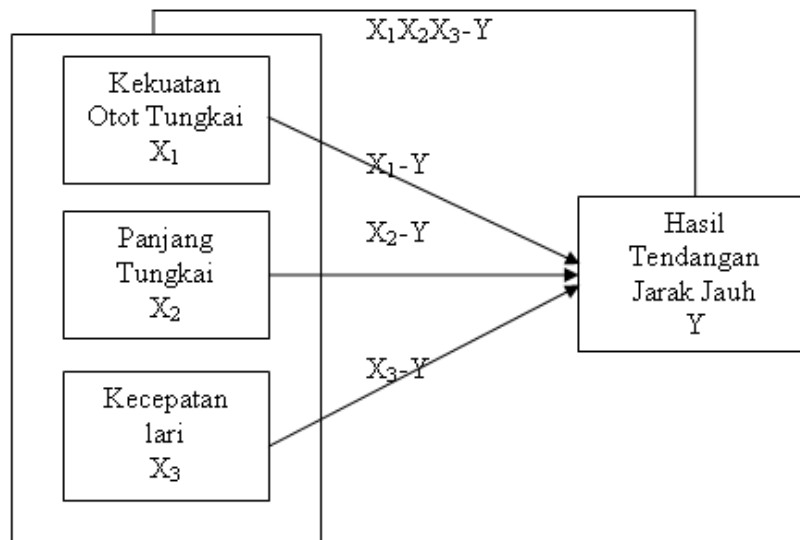 X₁X₂X₃-Y
Kekuatan
Otot Tungkai
X₁
X₁-Y
Panjang
Tungkai
X₂
X₂-Y
Hasil
Tendangan
Jarak Jauh
Y
Kecepatan
lari
X₃
X₃-Y